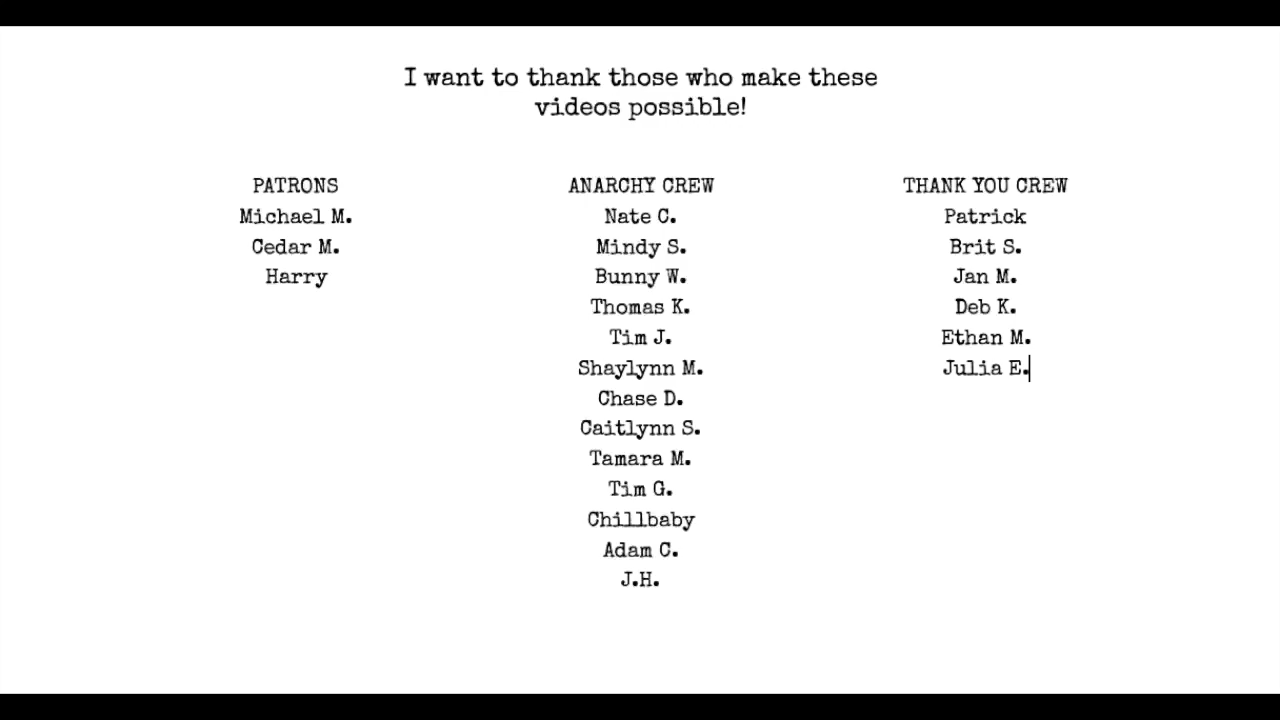 I want to thank those who make these
videos possible!
PATRONS
Michael M.
Cedar M.
Harry
ANARCHY CREW
Nate C.
Mindy S.
Bunny W.
Thomas K.
Tim J.
Shaylynn M.
Chase D.
Caitlynn S.
Tamara M.
Tim G.
Chillbaby
Adam C.
J.H.
THANK YOU CREW
Patrick
Brit S.
Jan M.
Deb K.
Ethan M.
Julia E.